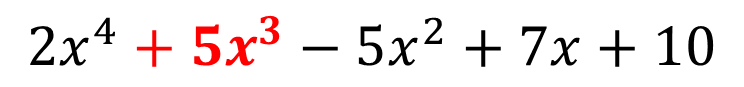 2x⁴ + 5x³ − 5x² + 7x + 10